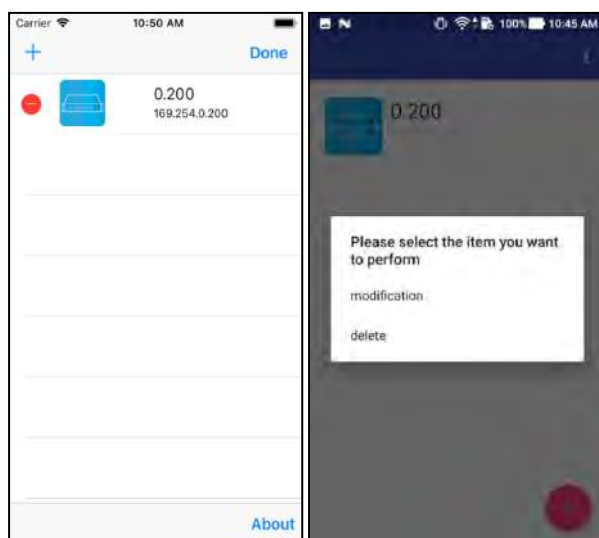 Carrier 10:50 AM
+ Done
0.200
169.254.0.200
About
N 100% 10:45 AM
0.200
Please select the item you want
to perform
modification
delete